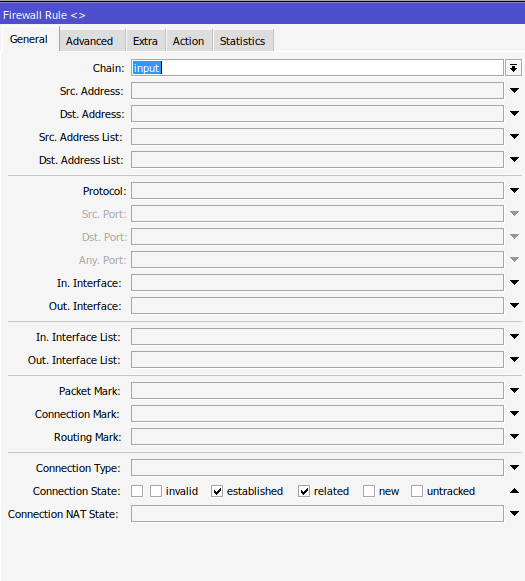 Firewall Rule <>
General Advanced Extra Action Statistics
Chain: input
Src. Address:
Dst. Address:
Src. Address List:
Dst. Address List:
Protocol:
Src. Port:
Dst. Port:
Any. Port:
In. Interface:
Out. Interface:
In. Interface List:
Out. Interface List:
Packet Mark:
Connection Mark:
Routing Mark:
Connection Type:
Connection State: invalid established related new untracked
Connection NAT State: